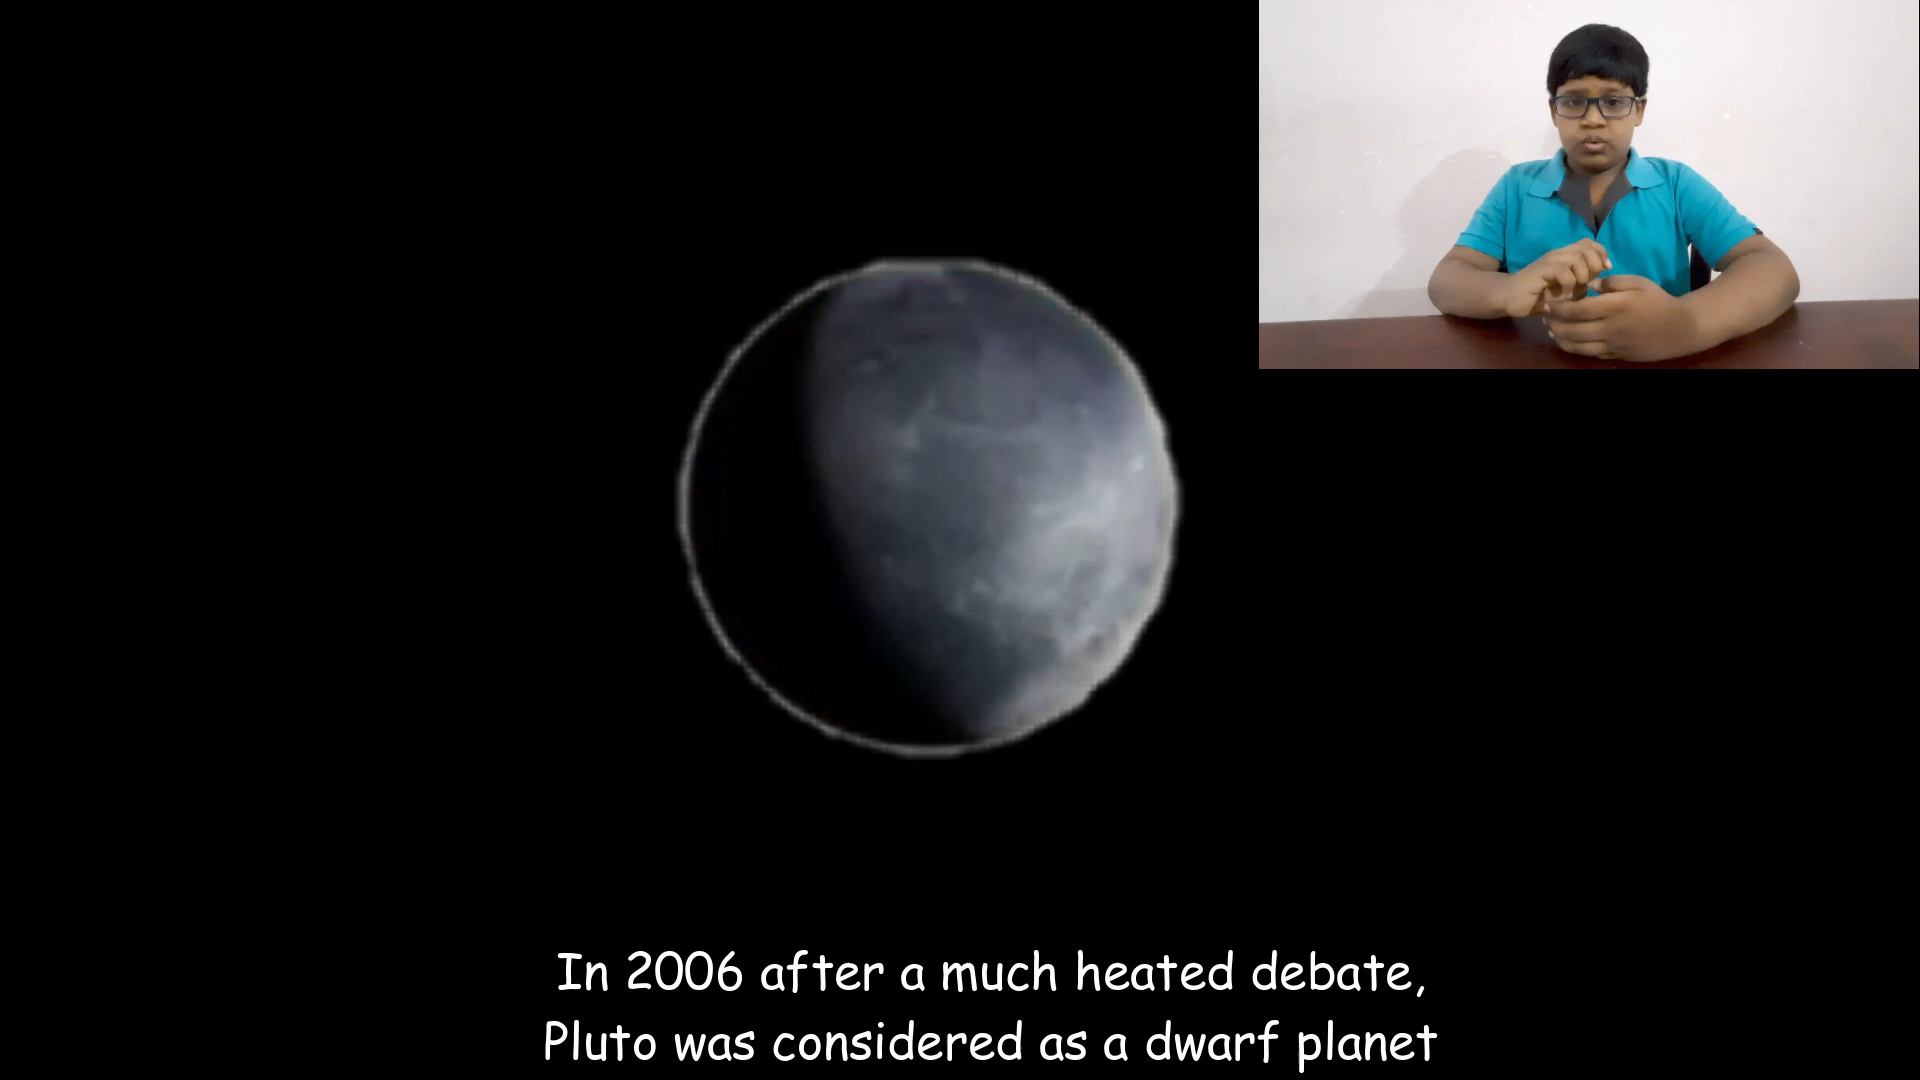 In 2006 after a much heated debate,
Pluto was considered as a dwarf planet